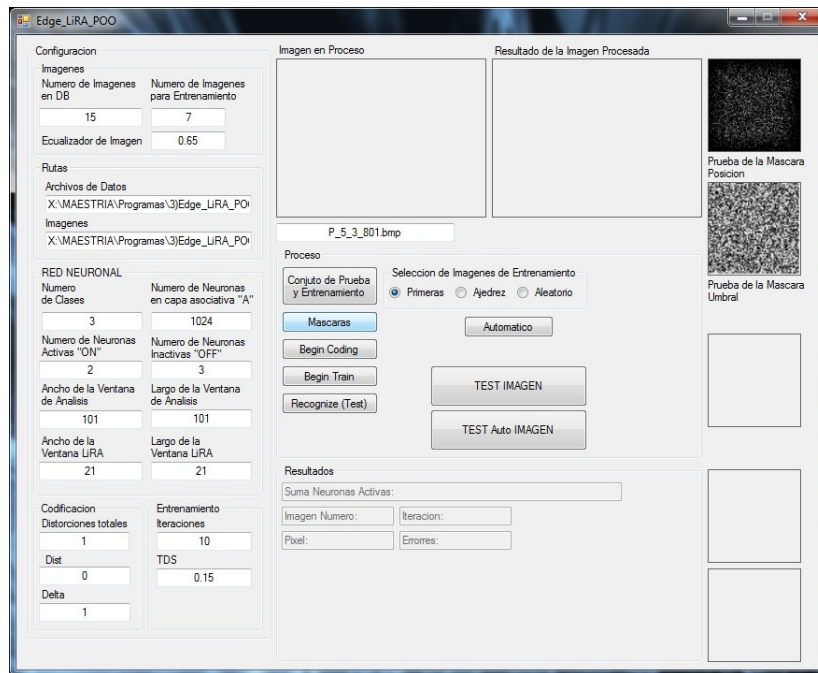 Edge_LiRA_POO
Configuracion
Imagenes
Numero de Imagenes
en DB
Numero de Imagenes
para Entrenamiento
15
7
Ecualizador de Imagen
0.65
Rutas
Archivos de Datos
X:\MAESTRIA\Programas\3)Edge_LiRA_PO
Imagenes
X:\MAESTRIA\Programas\3)Edge_LiRA_PO
RED NEURONAL
Numero
de Clases
Numero de Neuronas
en capa asociativa "A"
3
1024
Numero de Neuronas
Activas "ON"
Numero de Neuronas
Inactivas "OFF"
2
3
Ancho de la Ventana
de Analisis
Largo de la Ventana
de Analisis
101
101
Ancho de la
Ventana LiRA
Largo de la
Ventana LiRA
21
21
Codificacion
Distorciones totales
1
Dist
0
Delta
1
Entrenamiento
Iteraciones
10
TDS
0.15
Imagen en Proceso
Resultado de la Imagen Procesada
P_5_3_801.bmp
Proceso
Conjuto de Prueba
y Entrenamiento
Seleccion de Imagenes de Entrenamiento
Primeras
Ajedrez
Aleatorio
Mascaras
Automatico
Begin Coding
Begin Train
Recognize (Test)
TEST IMAGEN
TEST Auto IMAGEN
Resultados
Suma Neuronas Activas:
Imagen Numero:
Iteracion:
Pixel:
Errorres:
Prueba de la Mascara
Posicion
Prueba de la Mascara
Umbral